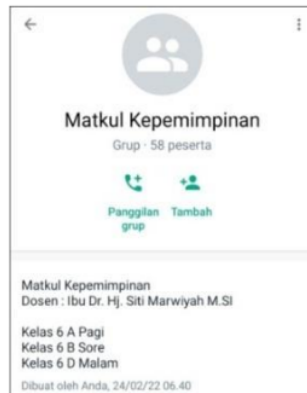 Matkul Kepemimpinan
Grup · 58 peserta
Panggilan grup
Tambah
Matkul Kepemimpinan
Dosen : Ibu Dr. Hj. Siti Marwiyah M.SI
Kelas 6 A Pagi
Kelas 6 B Sore
Kelas 6 D Malam
Dibuat oleh Anda, 24/02/22 06.40